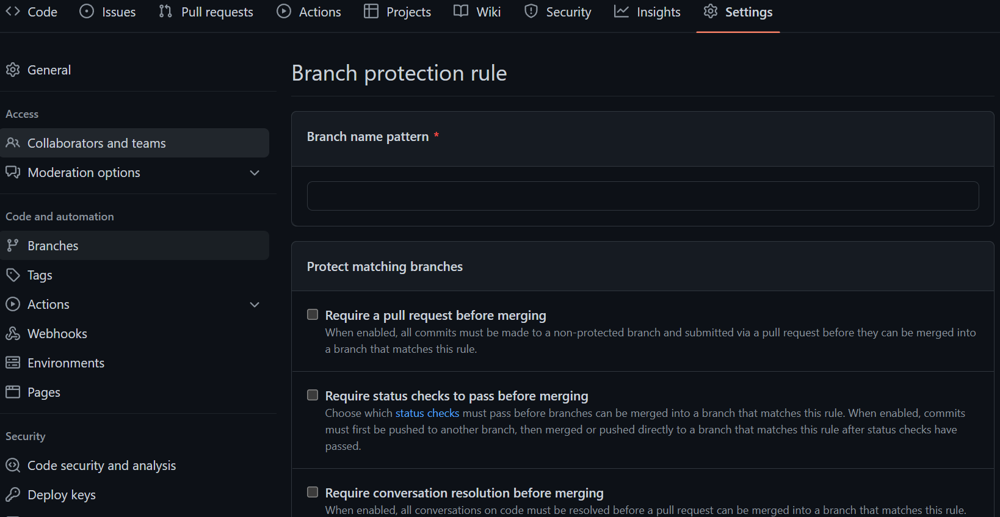 Code Issues Pull requests Actions Projects Wiki Security Insights Settings
General
Access
Collaborators and teams
Moderation options
Code and automation
Branches
Tags
Actions
Webhooks
Environments
Pages
Security
Code security and analysis
Deploy keys
Branch protection rule
Branch name pattern *
Protect matching branches
Require a pull request before merging
When enabled, all commits must be made to a non-protected branch and submitted via a pull request before they can be merged into
a branch that matches this rule.
Require status checks to pass before merging
Choose which status checks must pass before branches can be merged into a branch that matches this rule. When enabled, commits
must first be pushed to another branch, then merged or pushed directly to a branch that matches this rule after status checks have
passed.
Require conversation resolution before merging
When enabled, all conversations on code must be resolved before a pull request can be merged into a branch that matches this rule.